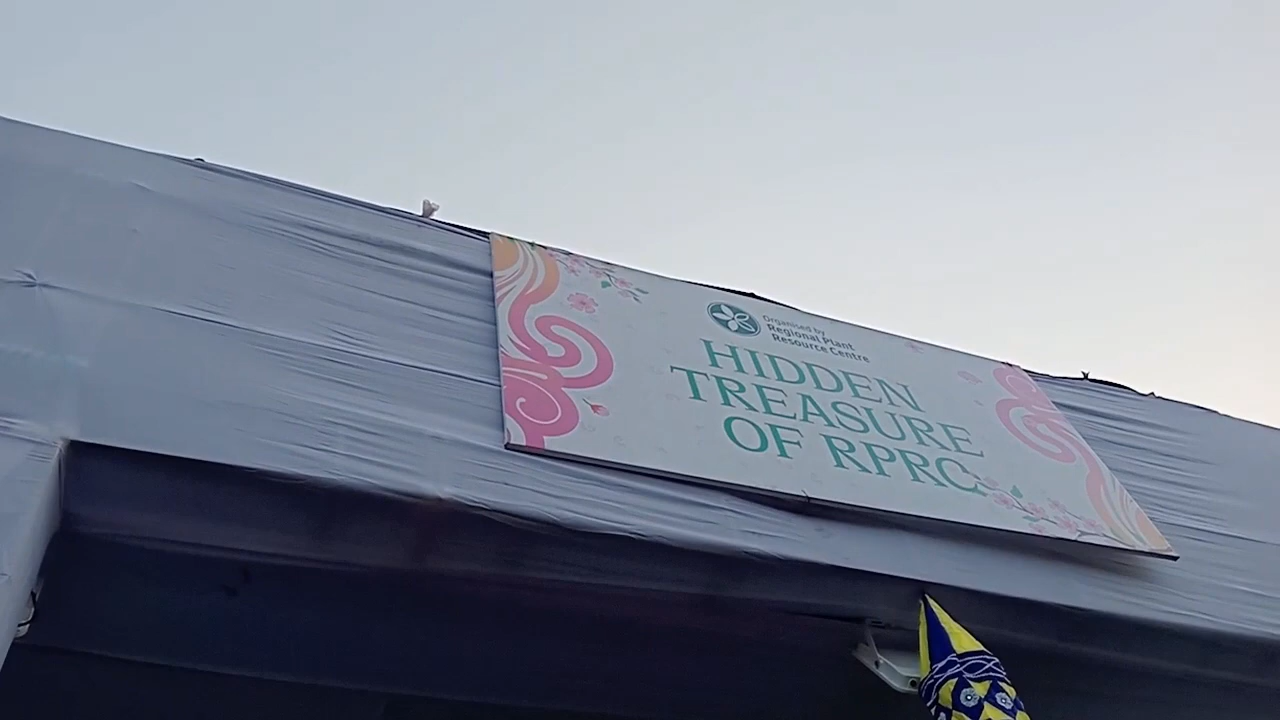 Organised by
Regional Plant
Resource Centre
HIDDEN
TREASURE
OF RPRC